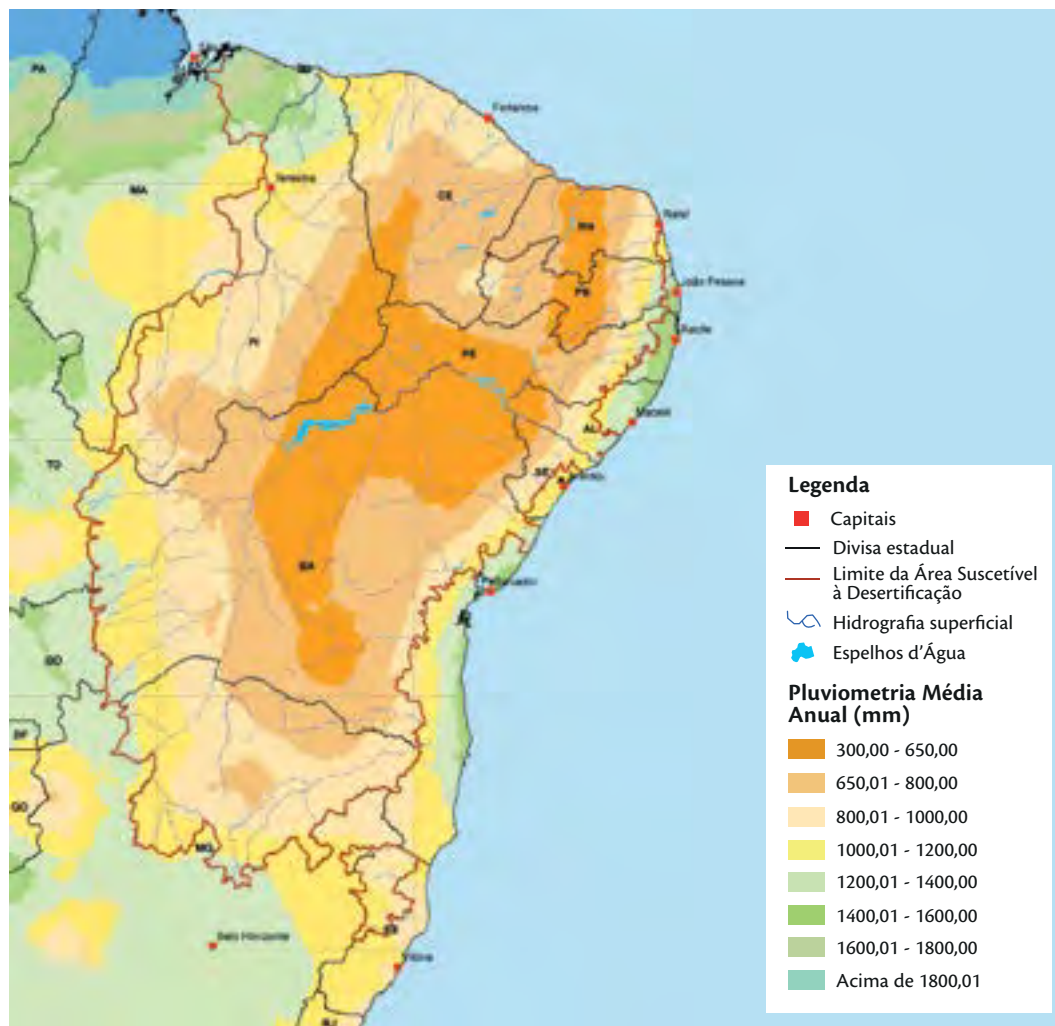 PA
MA
Teresina
Fortaleza
CE
RN
Natal
PB
João Pessoa
Recife
PI
PE
Maceió
AL
SE
TO
BA
Salvador
GO
DF
GO
MG
Belo Horizonte
ES
Vitória
RJ
Legenda
Capitais
Divisa estadual
Limite da Área Suscetível
à Desertificação
Hidrografia superficial
Espelhos d'Água
Pluviometria Média
Anual (mm)
300,00 - 650,00
650,01 - 800,00
800,01 - 1000,00
1000,01 - 1200,00
1200,01 - 1400,00
1400,01 - 1600,00
1600,01 - 1800,00
Acima de 1800,01